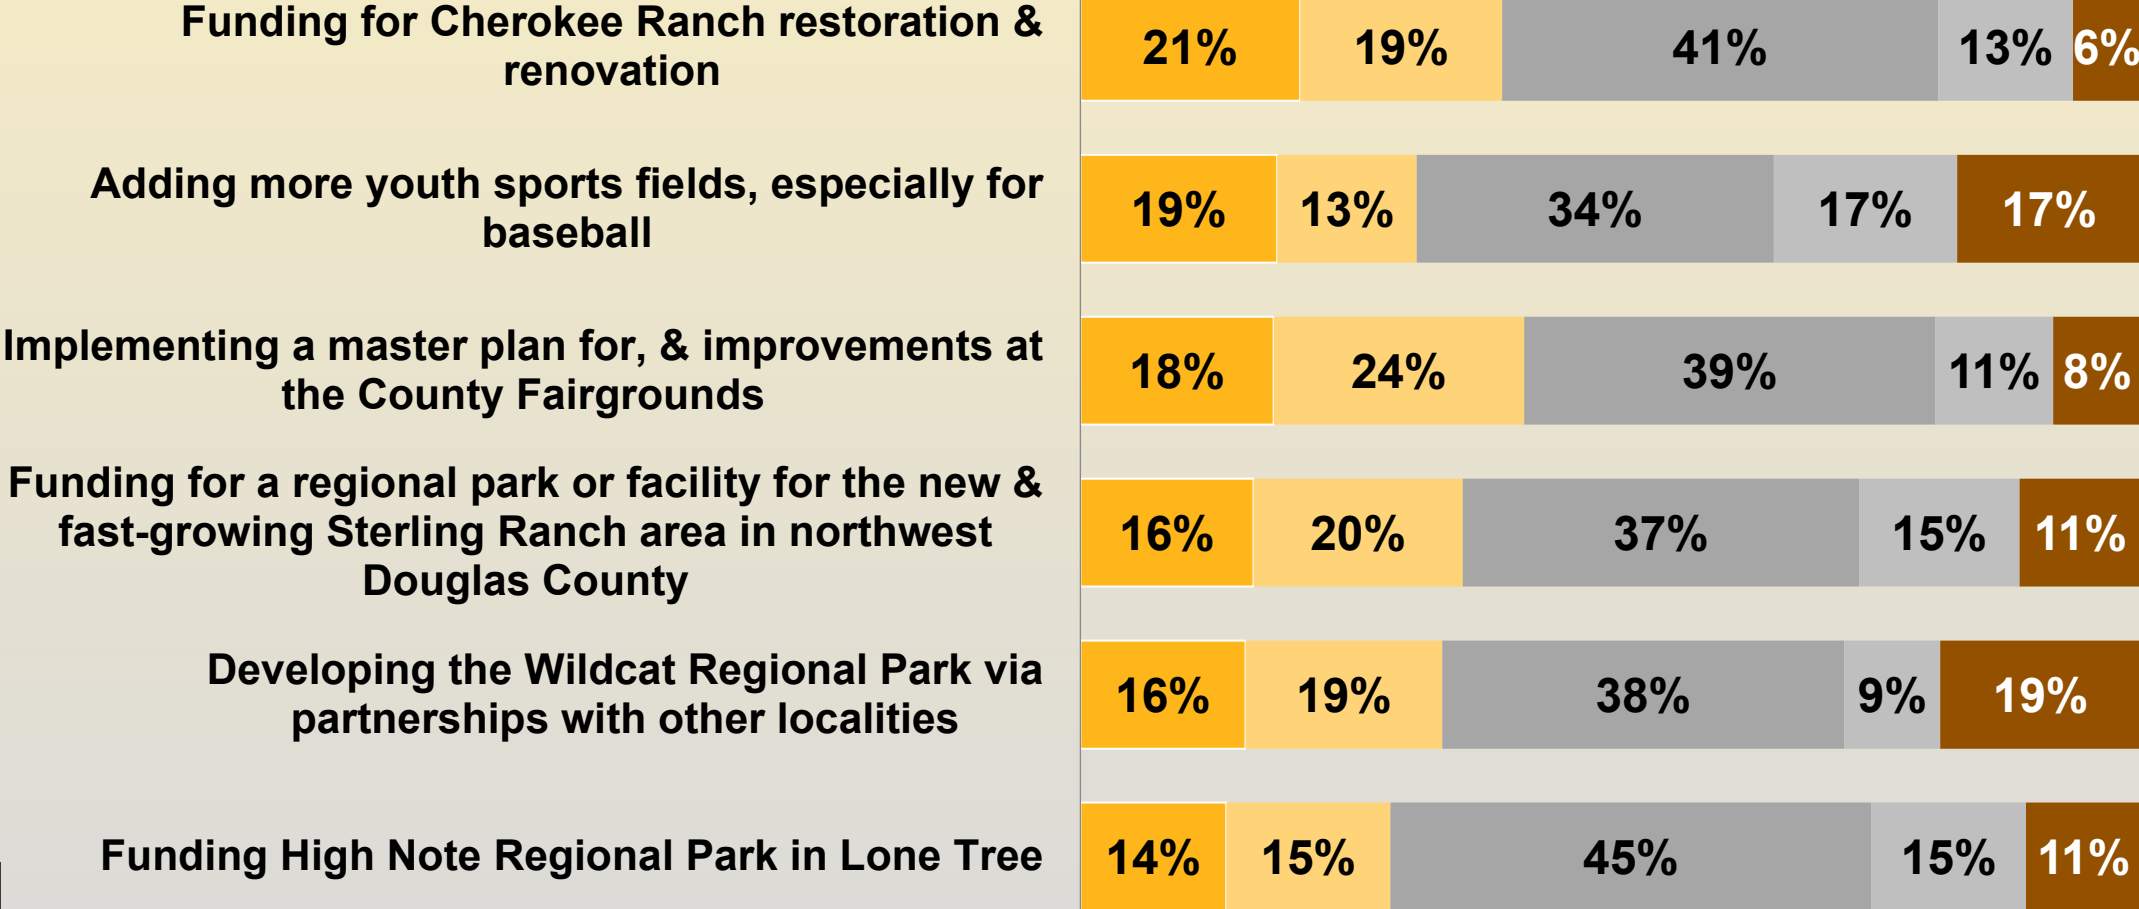 Funding for Cherokee Ranch restoration &
renovation
21% 19% 41% 13% 6%
Adding more youth sports fields, especially for
baseball
19% 13% 34% 17% 17%
Implementing a master plan for, & improvements at
the County Fairgrounds
18% 24% 39% 11% 8%
Funding for a regional park or facility for the new &
fast-growing Sterling Ranch area in northwest
Douglas County
16% 20% 37% 15% 11%
Developing the Wildcat Regional Park via
partnerships with other localities
16% 19% 38% 9% 19%
Funding High Note Regional Park in Lone Tree
14% 15% 45% 15% 11%